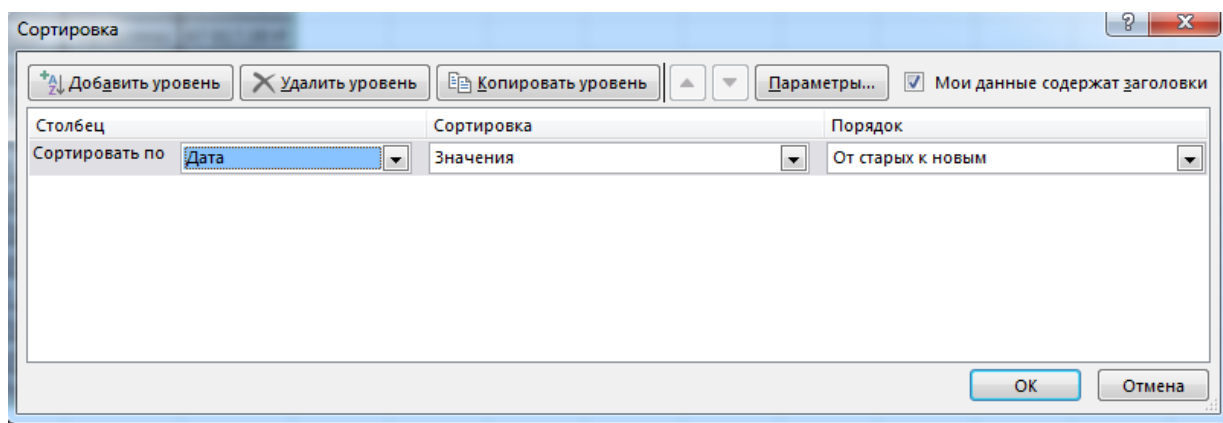 Сортировка
Добавить уровень Удалить уровень Копировать уровень Параметры... Мои данные содержат заголовки
Столбец Сортировка Порядок
Сортировать по Дата Значения От старых к новым
ОК Отмена